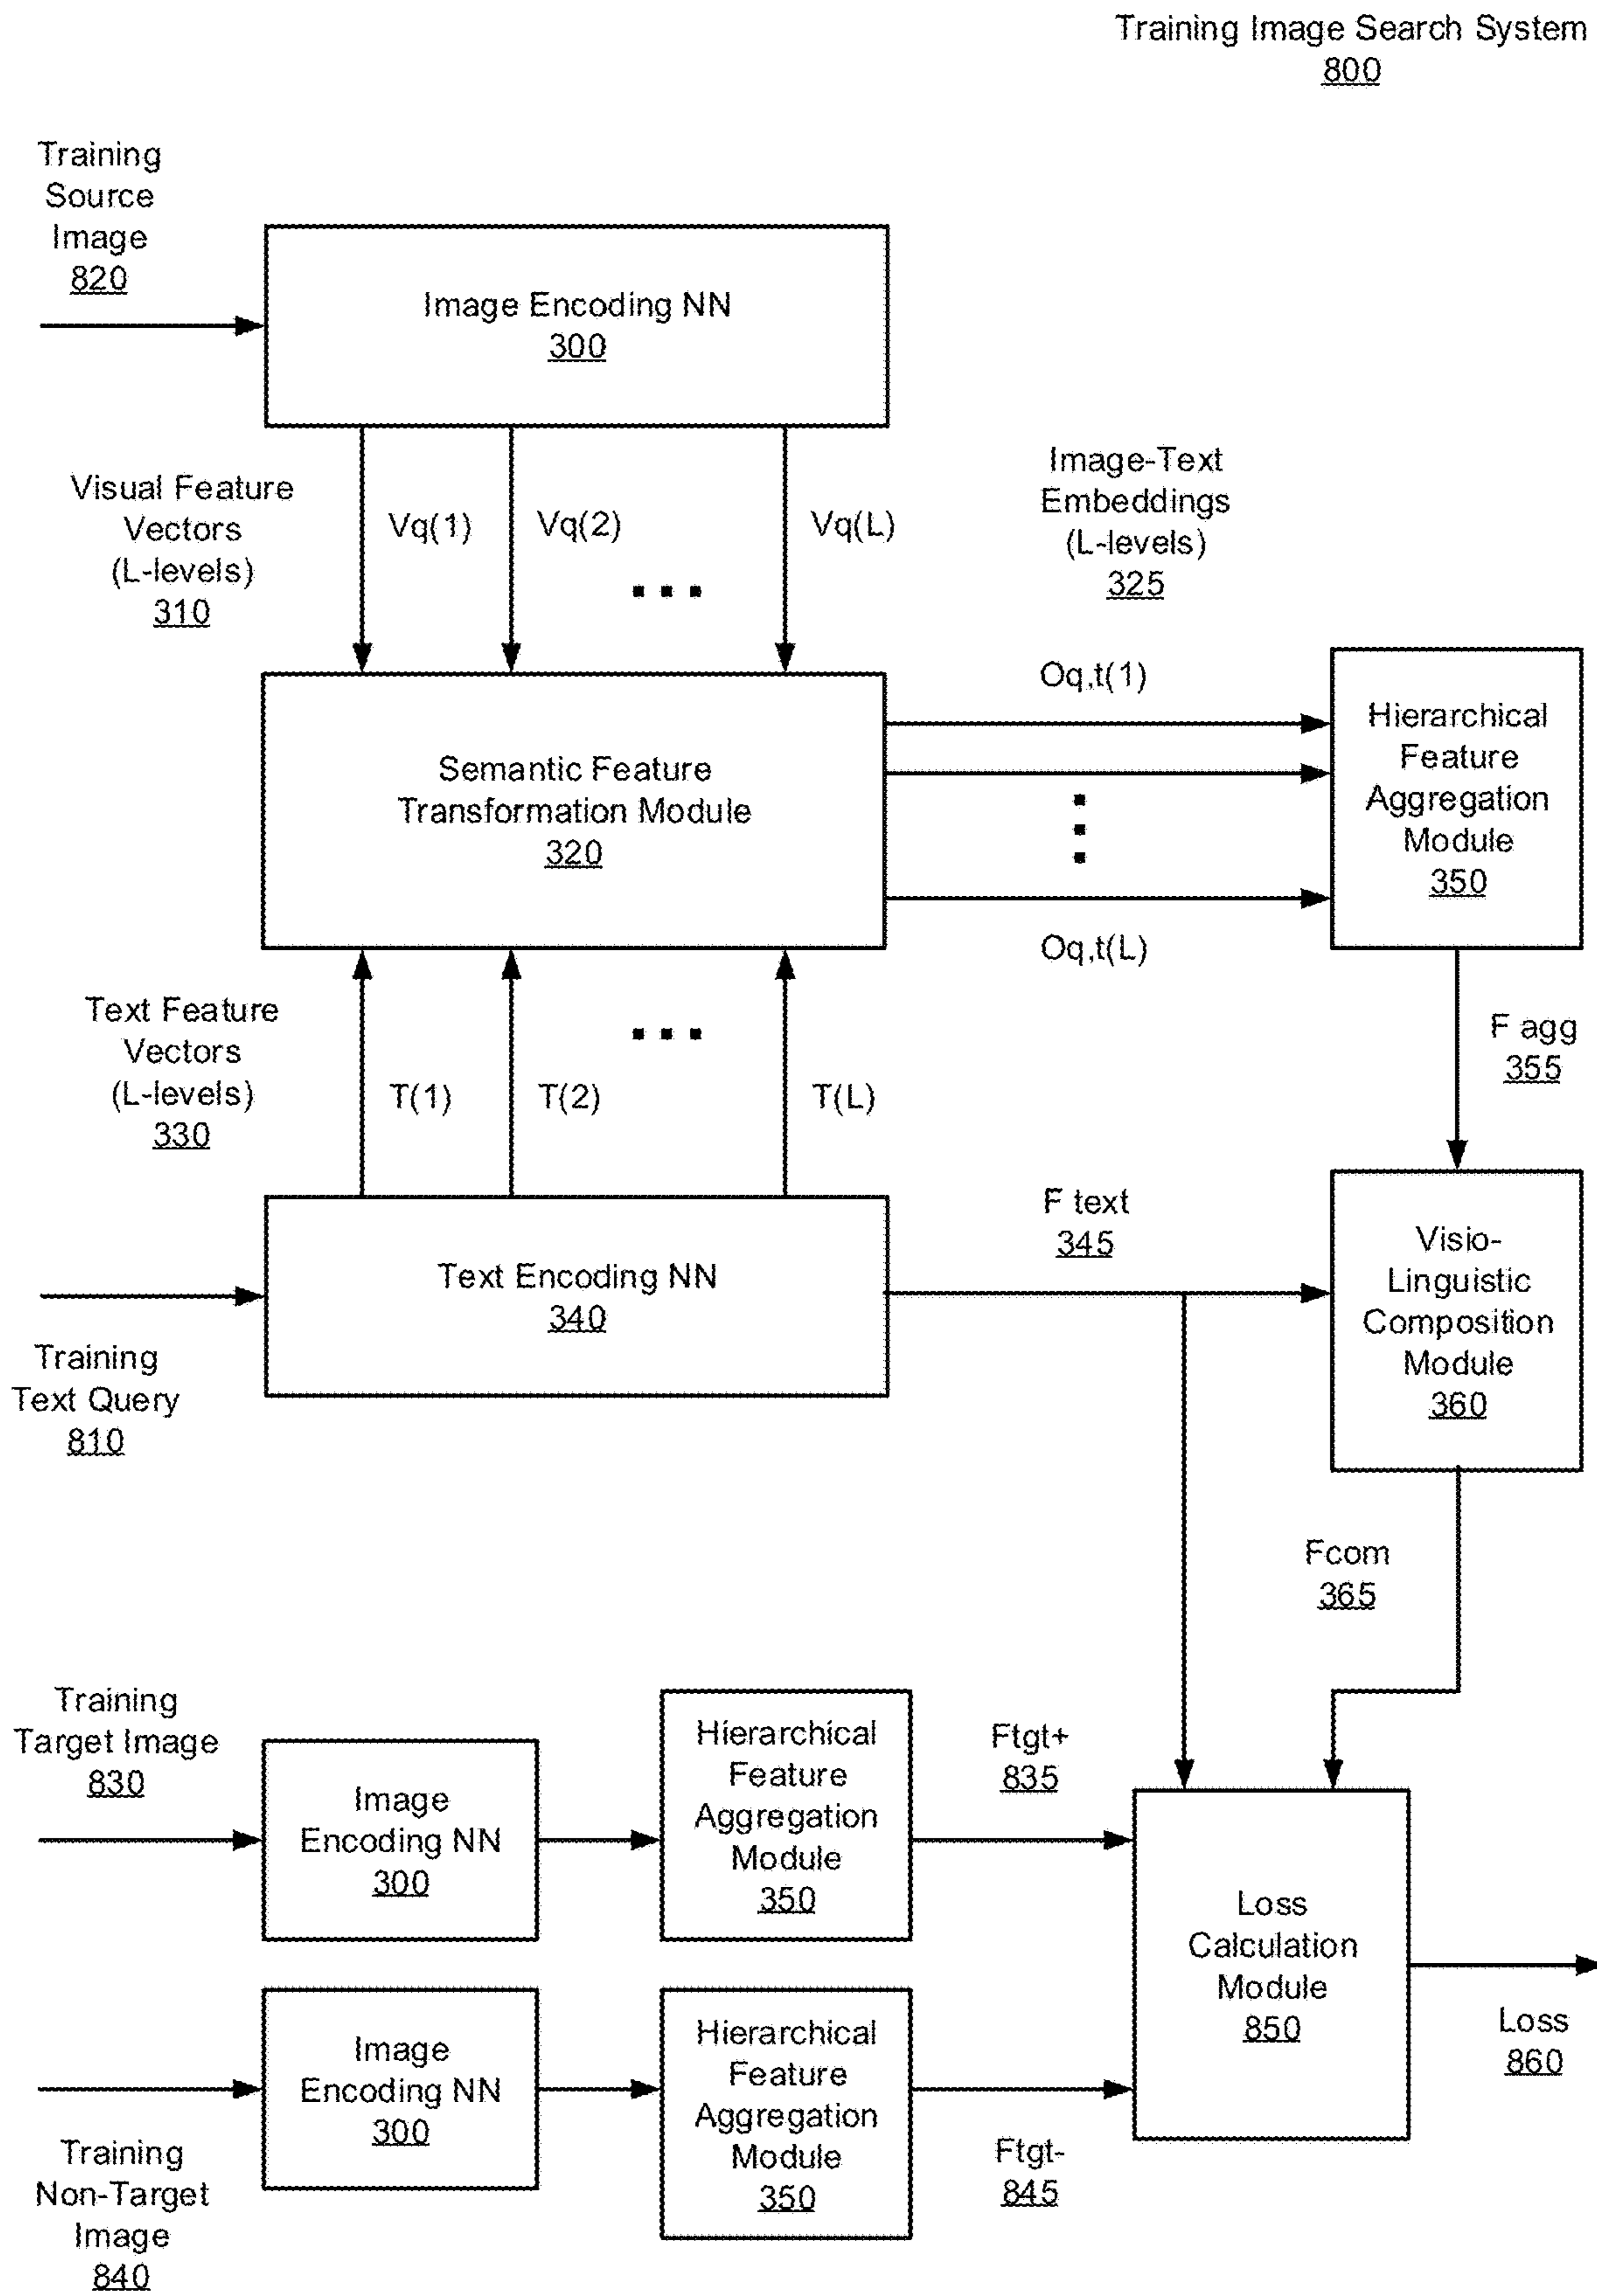 Training Image Search System
800
Training
Source
Image
820
Image Encoding NN
300
Visual Feature
Vectors
(L-levels)
310
Vq(1)
Vq(2)
Vq(L)
Image-Text
Embeddings
(L-levels)
325
Semantic Feature
Transformation Module
320
Oq,t(1)
Oq,t(L)
Hierarchical
Feature
Aggregation
Module
350
Text Feature
Vectors
(L-levels)
330
T(1)
T(2)
T(L)
F agg
355
Training
Text Query
810
Text Encoding NN
340
F text
345
Visio-
Linguistic
Composition
Module
360
Fcom
365
Training
Target Image
830
Image
Encoding NN
300
Hierarchical
Feature
Aggregation
Module
350
Ftgt+
835
Loss
Calculation
Module
850
Loss
860
Training
Non-Target
Image
840
Image
Encoding NN
300
Hierarchical
Feature
Aggregation
Module
350
Ftgt-
845